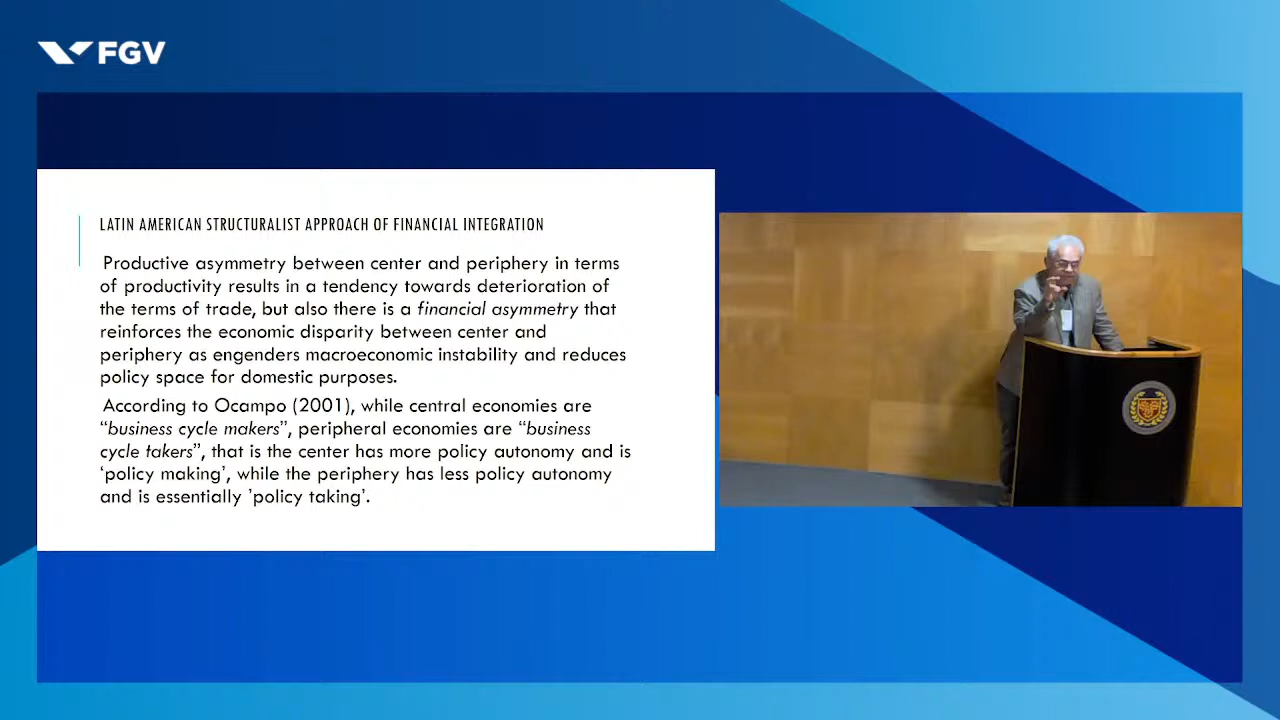 FGV
LATIN AMERICAN STRUCTURALIST APPROACH OF FINANCIAL INTEGRATION
Productive asymmetry between center and periphery in terms
of productivity results in a tendency towards deterioration of
the terms of trade, but also there is a financial asymmetry that
reinforces the economic disparity between center and
periphery as engenders macroeconomic instability and reduces
policy space for domestic purposes.
According to Ocampo (2001), while central economies are
“business cycle makers”, peripheral economies are “business
cycle takers”, that is the center has more policy autonomy and is
‘policy making’, while the periphery has less policy autonomy
and is essentially ’policy taking’.